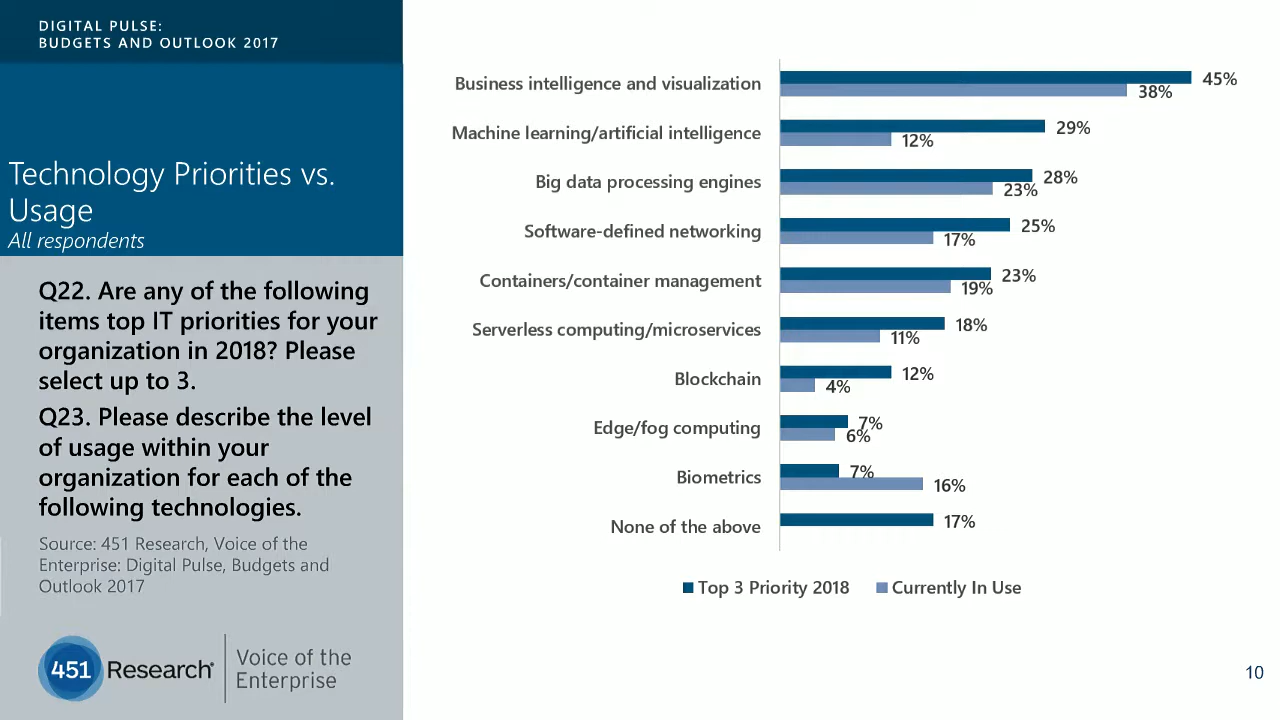 DIGITAL PULSE:
BUDGETS AND OUTLOOK 2017
Technology Priorities vs.
Usage
All respondents
Q22. Are any of the following
items top IT priorities for your
organization in 2018? Please
select up to 3.
Q23. Please describe the level
of usage within your
organization for each of the
following technologies.
Source: 451 Research, Voice of the
Enterprise: Digital Pulse, Budgets and
Outlook 2017
451 Research
Voice of the
Enterprise
Business intelligence and visualization
45%
38%
Machine learning/artificial intelligence
29%
12%
Big data processing engines
28%
23%
Software-defined networking
25%
17%
Containers/container management
23%
19%
Serverless computing/microservices
18%
11%
Blockchain
12%
4%
Edge/fog computing
7%
6%
Biometrics
7%
16%
None of the above
17%
Top 3 Priority 2018
Currently In Use
10